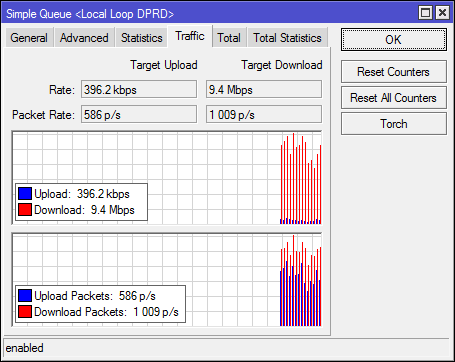 Simple Queue <Local Loop DPRD>
General Advanced Statistics Traffic Total Total Statistics
OK
Reset Counters
Reset All Counters
Torch
Target Upload Target Download
Rate: 396.2 kbps 9.4 Mbps
Packet Rate: 586 p/s 1 009 p/s
Upload: 396.2 kbps
Download: 9.4 Mbps
Upload Packets: 586 p/s
Download Packets: 1 009 p/s
enabled